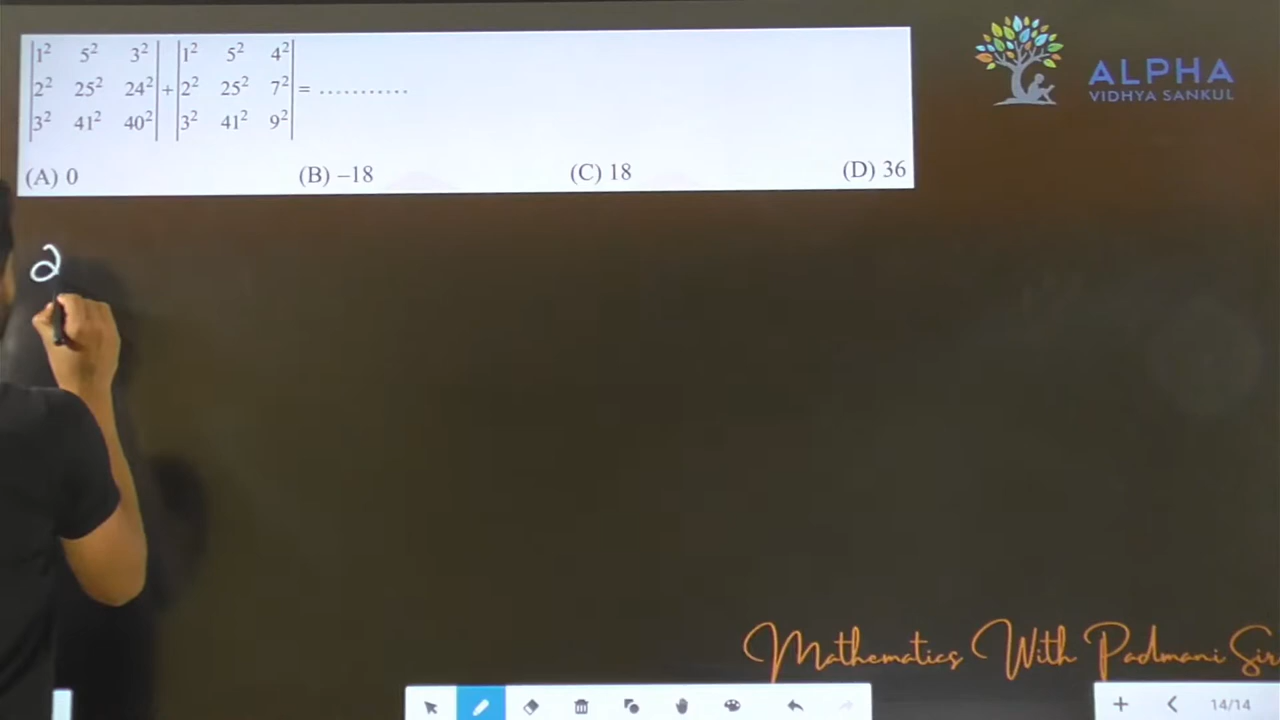 |1² 5² 3²| |1² 5² 4²|
|2² 25² 24²| + |2² 25² 7²| = ...........
|3² 41² 40²| |3² 41² 9²|
(A) 0 (B) –18 (C) 18 (D) 36
ALPHA
VIDHYA SANKUL
2
Mathematics With Padmani Sir
14/14